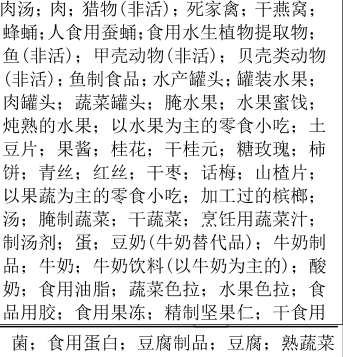 肉汤；肉；猎物(非活)；死家禽；干燕窝；
蜂蛹；人食用蚕蛹；食用水生植物提取物；
鱼(非活)；甲壳动物(非活)；贝壳类动物
(非活)；鱼制食品；水产罐头；罐装水果；
肉罐头；蔬菜罐头；腌水果；水果蜜饯；
炖熟的水果；以水果为主的零食小吃；土
豆片；果酱；桂花；干桂元；糖玫瑰；柿
饼；青丝；红丝；干枣；话梅；山楂片；
以果蔬为主的零食小吃；加工过的槟榔；
汤；腌制蔬菜；干蔬菜；烹饪用蔬菜汁；
制汤剂；蛋；豆奶(牛奶替代品)；牛奶制
品；牛奶；牛奶饮料(以牛奶为主的)；酸
奶；食用油脂；蔬菜色拉；水果色拉；食
品用胶；食用果冻；精制坚果仁；干食用
菌；食用蛋白；豆腐制品；豆腐；熟蔬菜